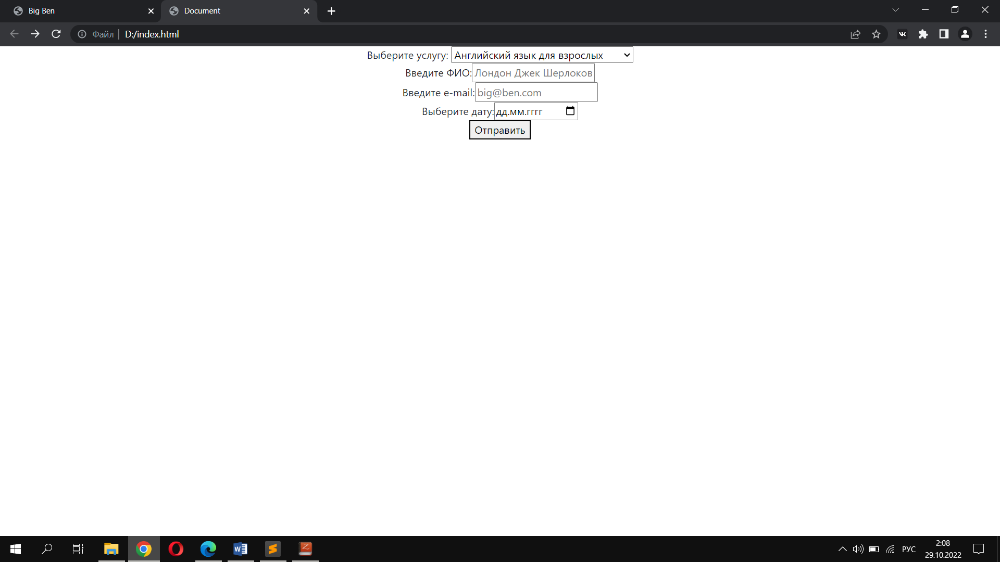 Big Ben
Document
Файл D:/index.html
Выберите услугу: Английский язык для взрослых
Введите ФИО: Лондон Джек Шерлоков
Введите e-mail: big@ben.com
Выберите дату: дд.мм.гггг
Отправить
РУС
2:08
29.10.2022